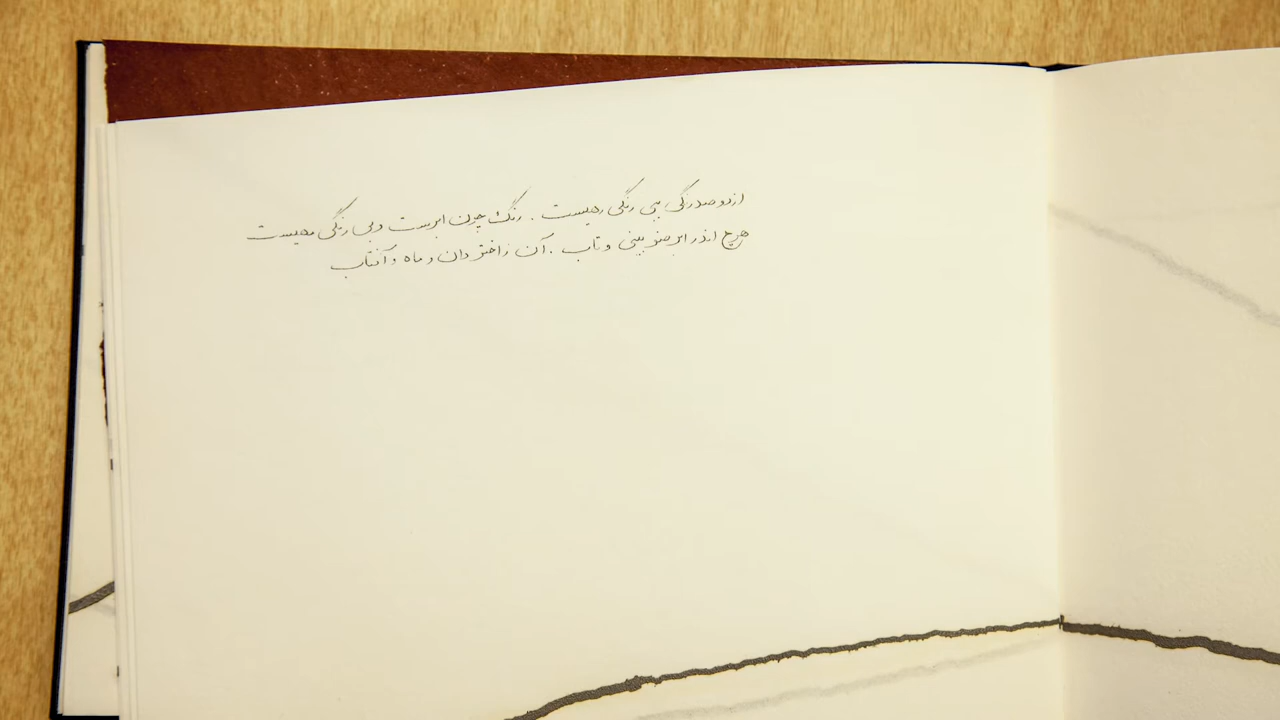 از دو صد رنگی بی رنگی رهیست . رنگ چون ابرست و بی رنگی مهیست
هرچ اندر ابر ضو بینی و تاب . آن ز اختر دان و ماه و آفتاب